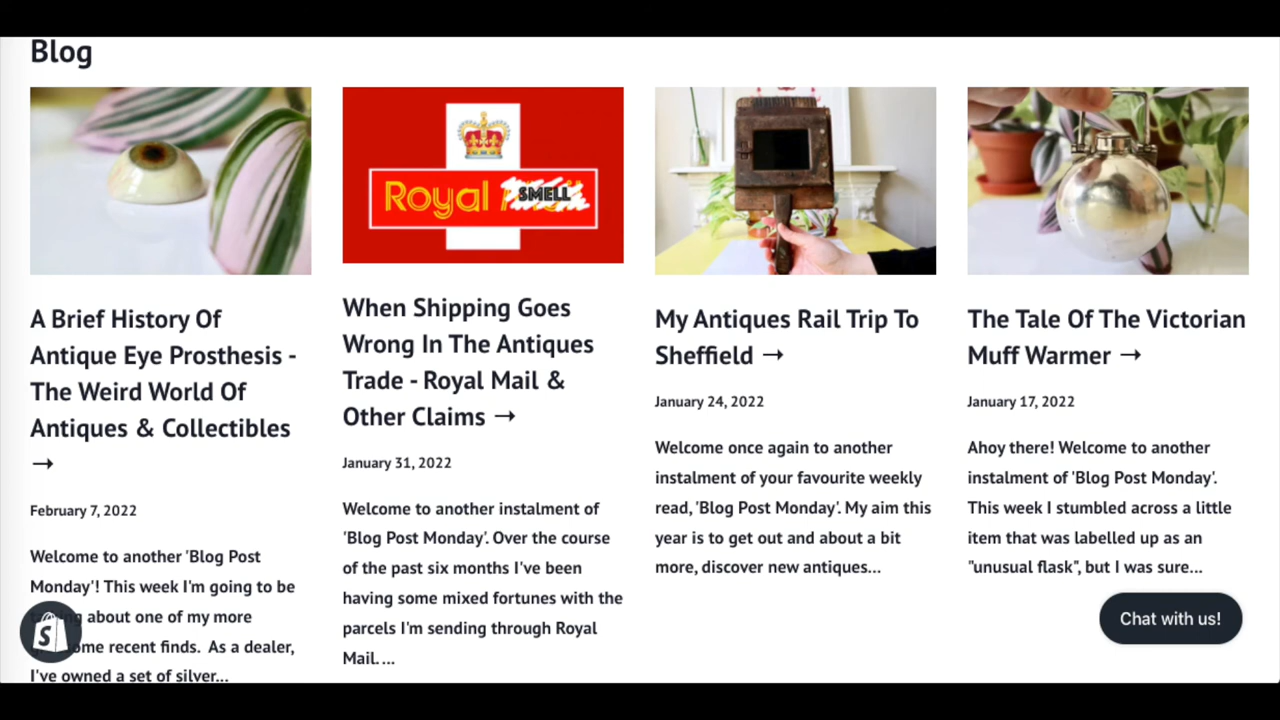 Blog
Royal
SMELL
A Brief History Of
Antique Eye Prosthesis -
The Weird World Of
Antiques & Collectibles
→
February 7, 2022
Welcome to another 'Blog Post
Monday'! This week I'm going to be
about one of my more
recent finds. As a dealer,
I've owned a set of silver...
When Shipping Goes
Wrong In The Antiques
Trade - Royal Mail &
Other Claims →
January 31, 2022
Welcome to another instalment of
'Blog Post Monday'. Over the course
of the past six months I've been
having some mixed fortunes with the
parcels I'm sending through Royal
Mail. ...
My Antiques Rail Trip To
Sheffield →
January 24, 2022
Welcome once again to another
instalment of your favourite weekly
read, 'Blog Post Monday'. My aim this
year is to get out and about a bit
more, discover new antiques...
The Tale Of The Victorian
Muff Warmer →
January 17, 2022
Ahoy there! Welcome to another
instalment of 'Blog Post Monday'.
This week I stumbled across a little
item that was labelled up as an
"unusual flask", but I was sure...
Chat with us!